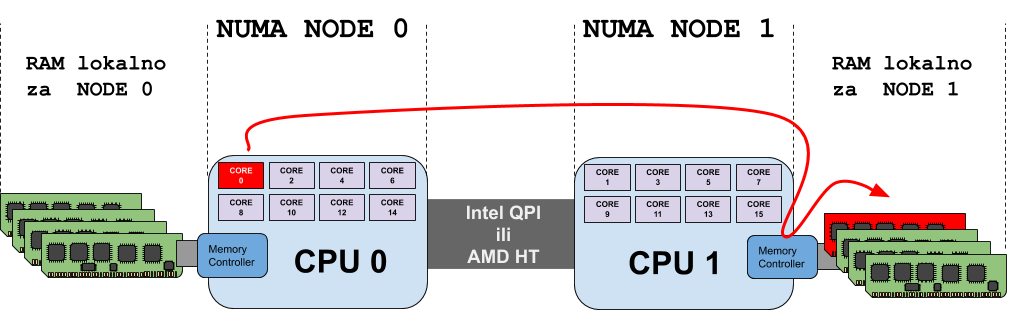 NUMA NODE 0
NUMA NODE 1
RAM lokalno
za NODE 0
RAM lokalno
za NODE 1
CORE
0
CORE
2
CORE
4
CORE
6
CORE
8
CORE
10
CORE
12
CORE
14
Memory
Controller
CPU 0
Intel QPI
ili
AMD HT
CORE
1
CORE
3
CORE
5
CORE
7
CORE
9
CORE
11
CORE
13
CORE
15
CPU 1
Memory
Controller